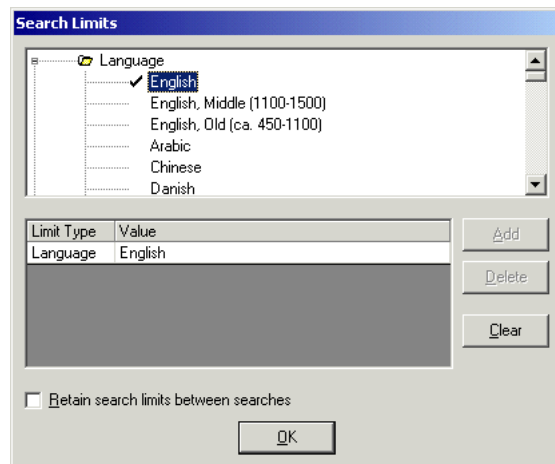 Search Limits
Language
English
English, Middle (1100-1500)
English, Old (ca. 450-1100)
Arabic
Chinese
Danish
Limit Type Value
Language English
Add
Delete
Clear
Retain search limits between searches
OK